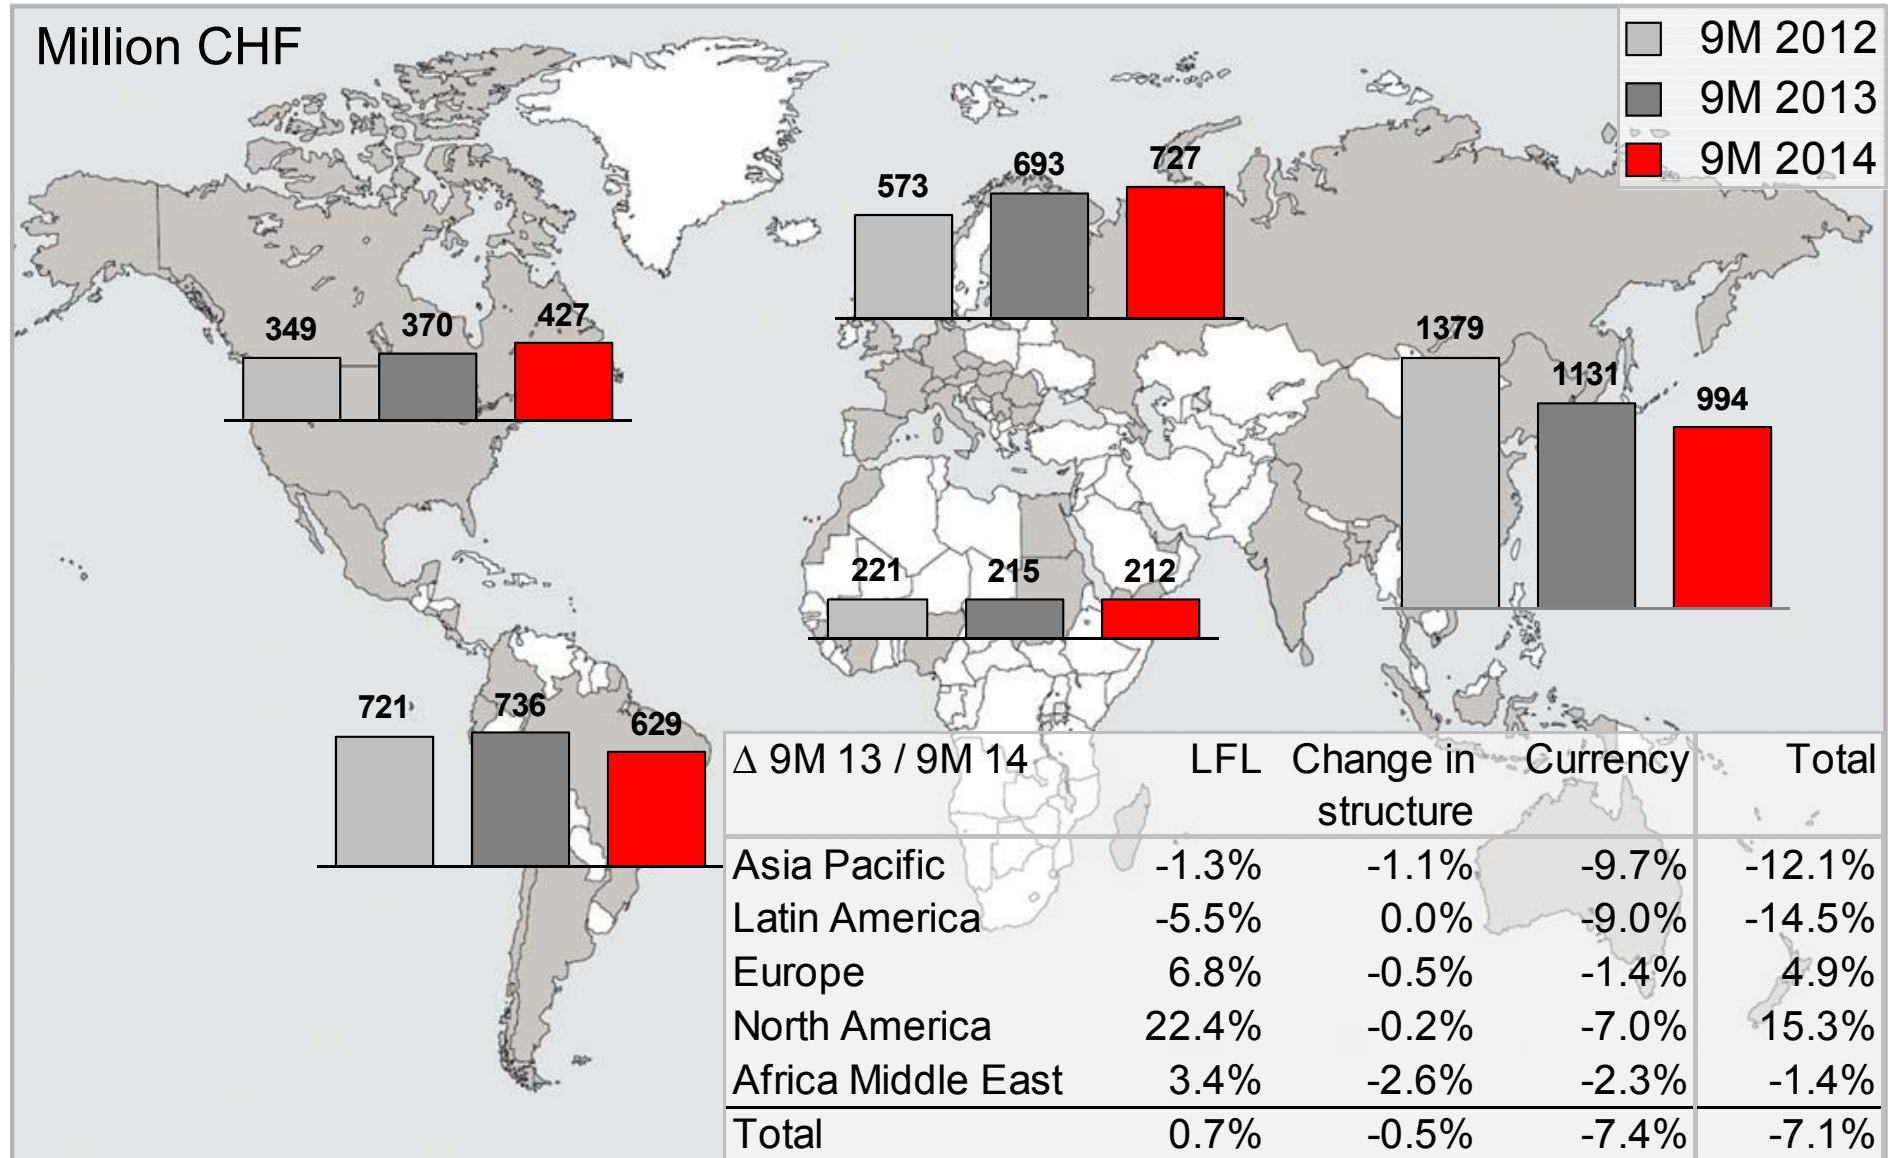 Million CHF
9M 2012
9M 2013
9M 2014
573 693 727
349 370 427
1379 1131 994
221 215 212
721 736 629
Δ 9M 13 / 9M 14 LFL Change in structure Currency Total
Asia Pacific -1.3% -1.1% -9.7% -12.1%
Latin America -5.5% 0.0% -9.0% -14.5%
Europe 6.8% -0.5% -1.4% 4.9%
North America 22.4% -0.2% -7.0% 15.3%
Africa Middle East 3.4% -2.6% -2.3% -1.4%
Total 0.7% -0.5% -7.4% -7.1%